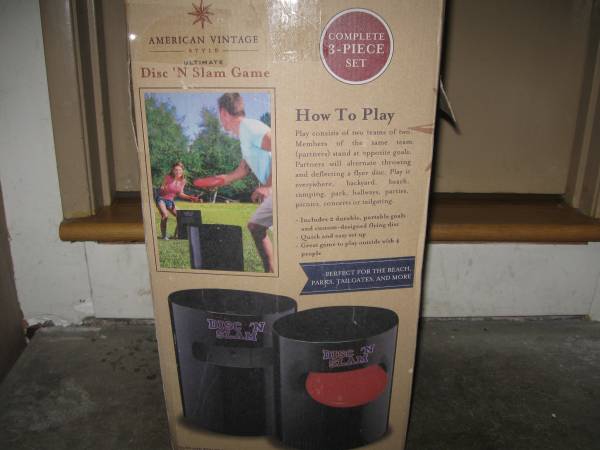 AMERICAN VINTAGE
STYLE
ULTIMATE
Disc 'N Slam Game
COMPLETE
3-PIECE
SET
How To Play
Play consists of two teams of two.
Members of the same team
(partners) stand at opposite goals.
Partners will alternate throwing
and deflecting a flyer disc. Play it
everywhere, backyard, beach,
camping, park, hallways, parties,
picnics, concerts or tailgating.
- Includes 2 durable, portable goals
and custom-designed flying disc
- Quick and easy set up
- Great game to play outside with 4
people
PERFECT FOR THE BEACH,
PARKS, TAILGATES, AND MORE
DISC 'N
SLAM
DISC 'N
SLAM